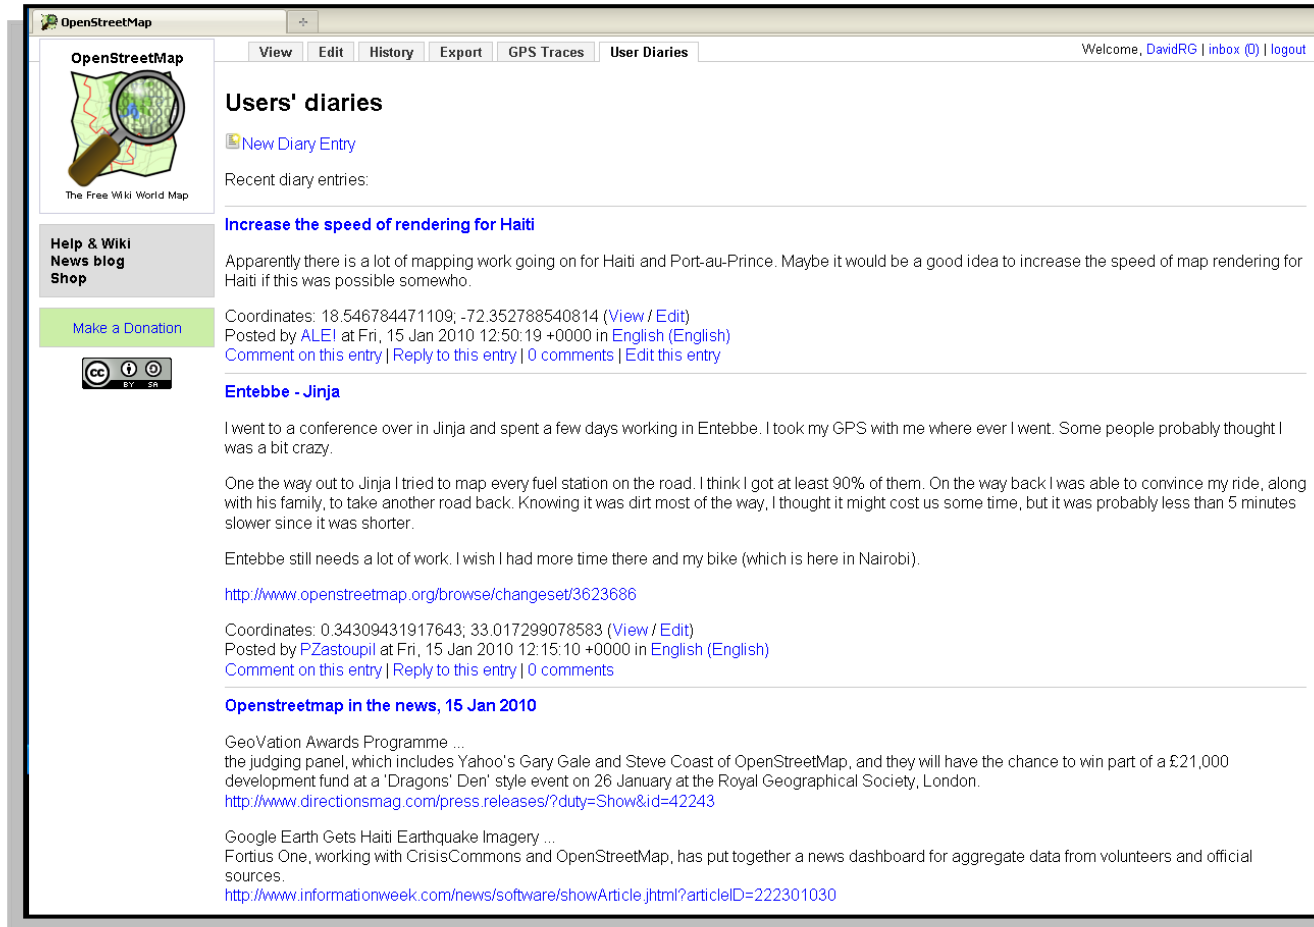 OpenStreetMap
OpenStreetMap
The Free Wiki World Map
Help & Wiki
News blog
Shop
Make a Donation
cc BY SA
View Edit History Export GPS Traces User Diaries
Welcome, DavidRG | inbox (0) | logout
Users' diaries
New Diary Entry
Recent diary entries:
Increase the speed of rendering for Haiti
Apparently there is a lot of mapping work going on for Haiti and Port-au-Prince. Maybe it would be a good idea to increase the speed of map rendering for
Haiti if this was possible somewho.
Coordinates: 18.546784471109; -72.352788540814 (View / Edit)
Posted by ALE! at Fri, 15 Jan 2010 12:50:19 +0000 in English (English)
Comment on this entry | Reply to this entry | 0 comments | Edit this entry
Entebbe - Jinja
I went to a conference over in Jinja and spent a few days working in Entebbe. I took my GPS with me where ever I went. Some people probably thought I
was a bit crazy.
One the way out to Jinja I tried to map every fuel station on the road. I think I got at least 90% of them. On the way back I was able to convince my ride, along
with his family, to take another road back. Knowing it was dirt most of the way, I thought it might cost us some time, but it was probably less than 5 minutes
slower since it was shorter.
Entebbe still needs a lot of work. I wish I had more time there and my bike (which is here in Nairobi).
http://www.openstreetmap.org/browse/changeset/3623686
Coordinates: 0.34309431917643; 33.017299078583 (View / Edit)
Posted by PZastoupil at Fri, 15 Jan 2010 12:15:10 +0000 in English (English)
Comment on this entry | Reply to this entry | 0 comments
Openstreetmap in the news, 15 Jan 2010
GeoVation Awards Programme ...
the judging panel, which includes Yahoo's Gary Gale and Steve Coast of OpenStreetMap, and they will have the chance to win part of a £21,000
development fund at a 'Dragons' Den' style event on 26 January at the Royal Geographical Society, London.
http://www.directionsmag.com/press.releases/?duty=Show&id=42243
Google Earth Gets Haiti Earthquake Imagery ...
Fortius One, working with CrisisCommons and OpenStreetMap, has put together a news dashboard for aggregate data from volunteers and official
sources.
http://www.informationweek.com/news/software/showArticle.jhtml?articleID=222301030